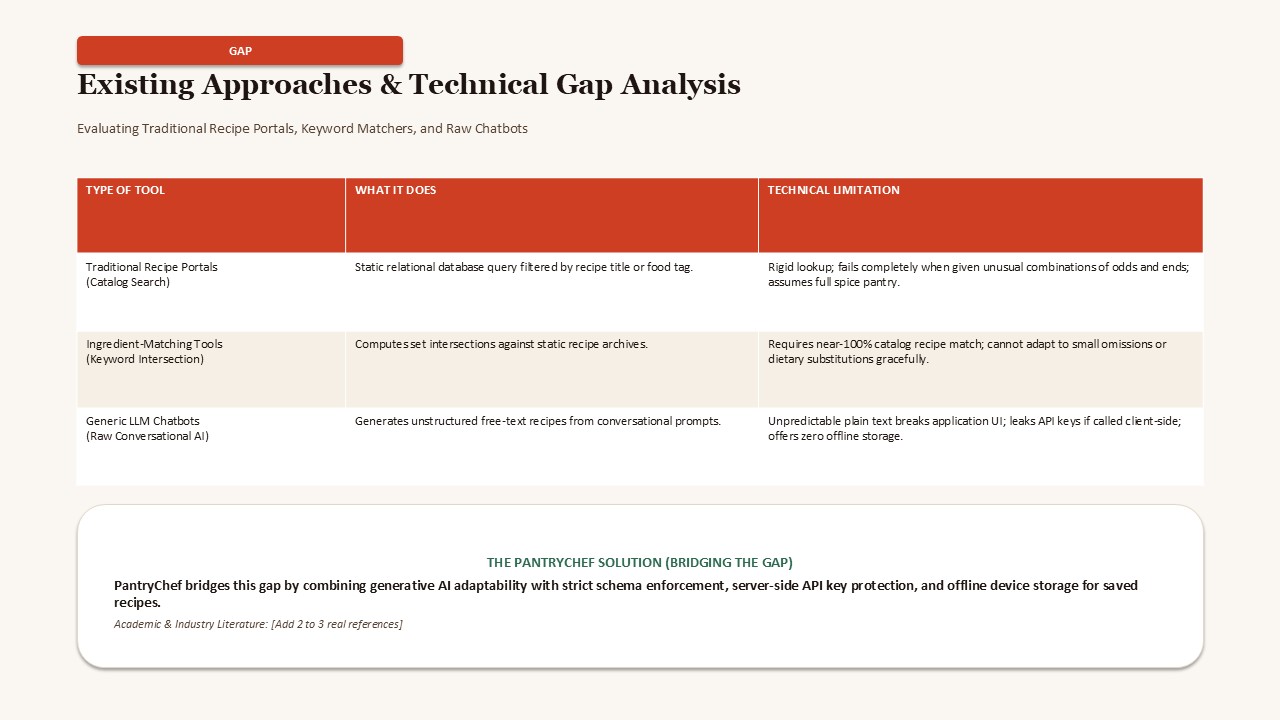 GAP
Existing Approaches & Technical Gap Analysis
Evaluating Traditional Recipe Portals, Keyword Matchers, and Raw Chatbots
TYPE OF TOOL
WHAT IT DOES
TECHNICAL LIMITATION
Traditional Recipe Portals
(Catalog Search)
Static relational database query filtered by recipe title or food tag.
Rigid lookup; fails completely when given unusual combinations of odds and ends;
assumes full spice pantry.
Ingredient-Matching Tools
(Keyword Intersection)
Computes set intersections against static recipe archives.
Requires near-100% catalog recipe match; cannot adapt to small omissions or
dietary substitutions gracefully.
Generic LLM Chatbots
(Raw Conversational AI)
Generates unstructured free-text recipes from conversational prompts.
Unpredictable plain text breaks application UI; leaks API keys if called client-side;
offers zero offline storage.
THE PANTRYCHEF SOLUTION (BRIDGING THE GAP)
PantryChef bridges this gap by combining generative AI adaptability with strict schema enforcement, server-side API key protection, and offline device storage for saved
recipes.
Academic & Industry Literature: [Add 2 to 3 real references]